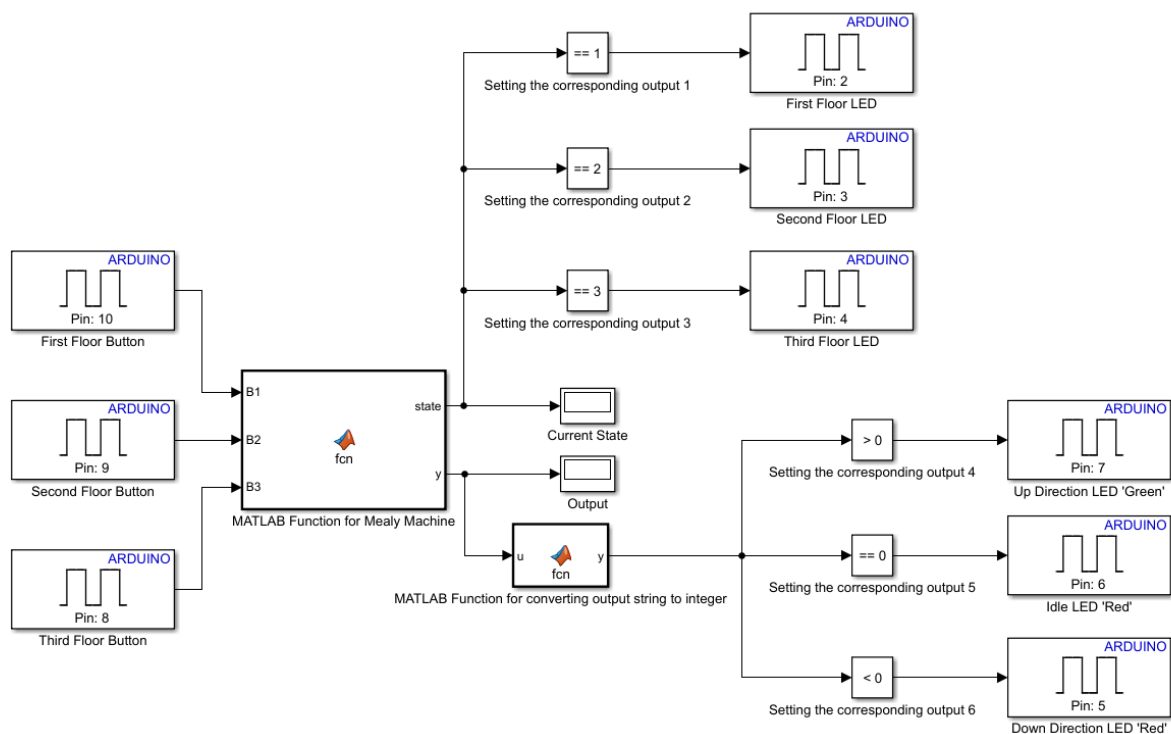 ARDUINO
Pin: 2
First Floor LED
== 1
Setting the corresponding output 1
ARDUINO
Pin: 3
Second Floor LED
== 2
Setting the corresponding output 2
ARDUINO
Pin: 4
Third Floor LED
== 3
Setting the corresponding output 3
ARDUINO
Pin: 10
First Floor Button
ARDUINO
Pin: 9
Second Floor Button
ARDUINO
Pin: 8
Third Floor Button
B1
B2
B3
fcn
state
y
MATLAB Function for Mealy Machine
Current State
Output
u
fcn
y
MATLAB Function for converting output string to integer
> 0
Setting the corresponding output 4
ARDUINO
Pin: 7
Up Direction LED 'Green'
== 0
Setting the corresponding output 5
ARDUINO
Pin: 6
Idle LED 'Red'
< 0
Setting the corresponding output 6
ARDUINO
Pin: 5
Down Direction LED 'Red'